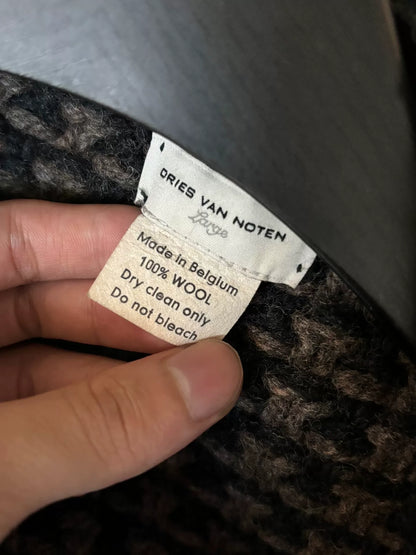 DRIES VAN NOTEN
Large
Made in Belgium
100% WOOL
Dry clean only
Do not bleach